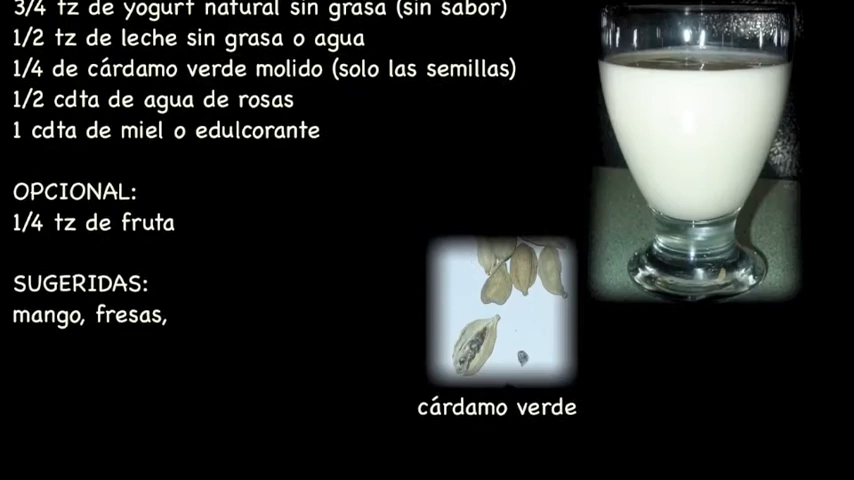 3/4 tz de yogurt natural sin grasa (sin sabor)
1/2 tz de leche sin grasa o agua
1/4 de cárdamo verde molido (solo las semillas)
1/2 cdta de agua de rosas
1 cdta de miel o edulcorante
OPCIONAL:
1/4 tz de fruta
SUGERIDAS:
mango, fresas,
cárdamo verde